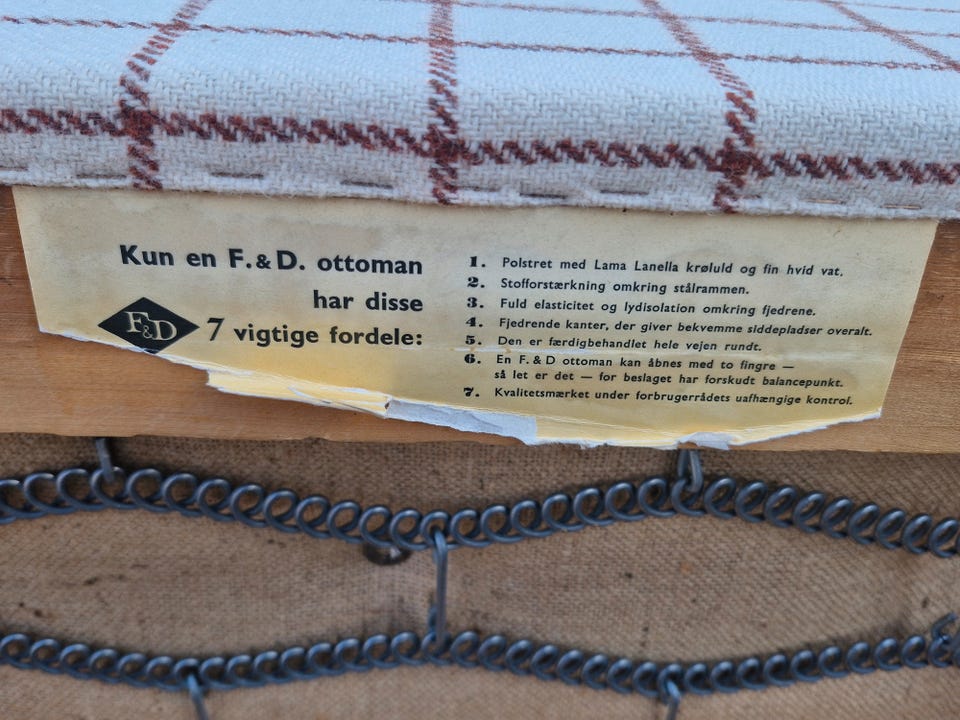 Kun en F. & D. ottoman
har disse
F&D
7 vigtige fordele:
1. Polstret med Lama Lanella krøluld og fin hvid vat.
2. Stofforstærkning omkring stålrammen.
3. Fuld elasticitet og lydisolation omkring fjedrene.
4. Fjedrende kanter, der giver bekvemme siddepladser overalt.
5. Den er færdigbehandlet hele vejen rundt.
6. En F. & D ottoman kan åbnes med to fingre —
så let er det — for beslaget har forskudt balancepunkt.
7. Kvalitetsmærket under forbrugerrådets uafhængige kontrol.